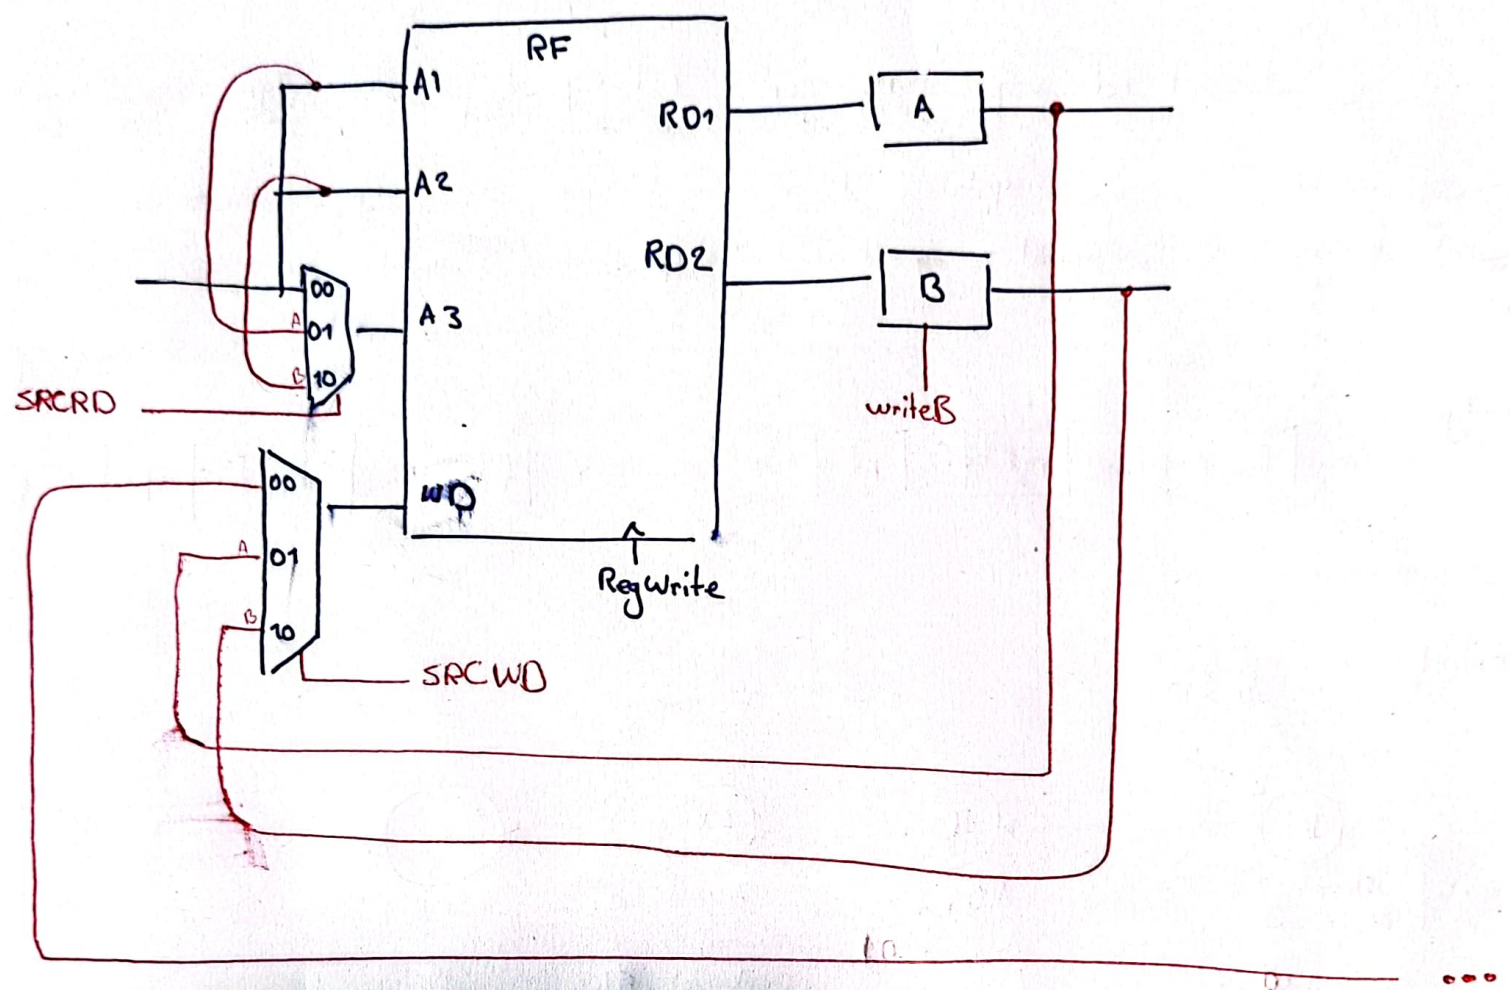 RF
A1
RD1
A
A2
RD2
B
00
A 01
A3
B 10
SRCRD
writeB
00
WD
A 01
RegWrite
B 10
SRCWD